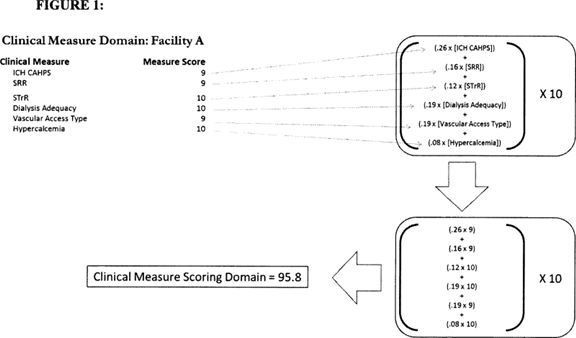 FIGURE 1:
Clinical Measure Domain: Facility A
Clinical Measure Measure Score
ICH CAHPS 9
SRR 9
STrR 10
Dialysis Adequacy 10
Vascular Access Type 9
Hypercalcemia 10
(.26 x [ICH CAHPS])
+
(.16 x [SRR])
+
(.12 x [STrR])
+
(.19 x [Dialysis Adequacy])
+
(.19 x [Vascular Access Type])
+
(.08 x [Hypercalcemia])
X 10
(.26 x 9)
+
(.16 x 9)
+
(.12 x 10)
+
(.19 x 10)
+
(.19 x 9)
+
(.08 x 10)
X 10
Clinical Measure Scoring Domain = 95.8